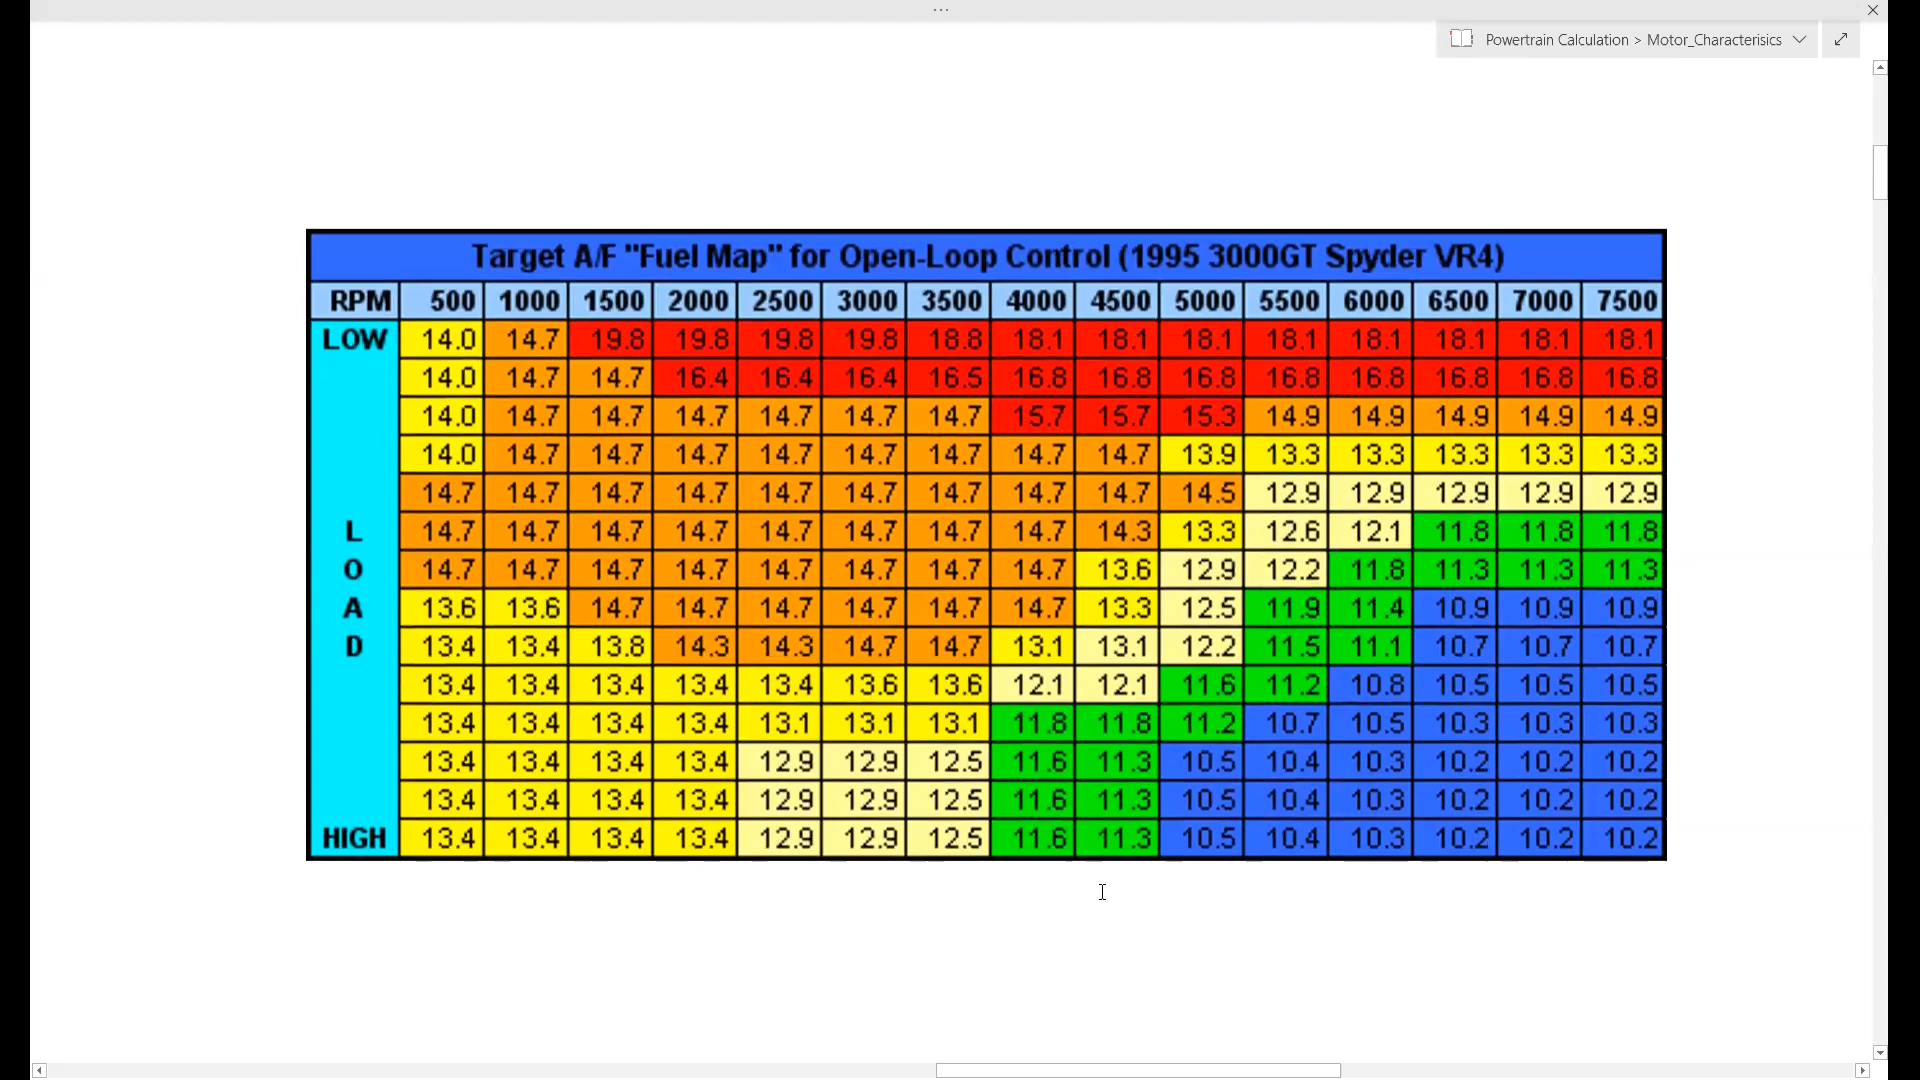 ...
Powertrain Calculation > Motor_Characterisics
Target A/F "Fuel Map" for Open-Loop Control (1995 3000GT Spyder VR4)
RPM 500 1000 1500 2000 2500 3000 3500 4000 4500 5000 5500 6000 6500 7000 7500
LOW 14.0 14.7 19.8 19.8 19.8 19.8 18.8 18.1 18.1 18.1 18.1 18.1 18.1 18.1 18.1
14.0 14.7 14.7 16.4 16.4 16.4 16.5 16.8 16.8 16.8 16.8 16.8 16.8 16.8 16.8
14.0 14.7 14.7 14.7 14.7 14.7 14.7 15.7 15.7 15.3 14.9 14.9 14.9 14.9 14.9
14.0 14.7 14.7 14.7 14.7 14.7 14.7 14.7 14.7 13.9 13.3 13.3 13.3 13.3 13.3
14.7 14.7 14.7 14.7 14.7 14.7 14.7 14.7 14.7 14.5 12.9 12.9 12.9 12.9 12.9
L 14.7 14.7 14.7 14.7 14.7 14.7 14.7 14.7 14.3 13.3 12.6 12.1 11.8 11.8 11.8
O 14.7 14.7 14.7 14.7 14.7 14.7 14.7 14.7 13.6 12.9 12.2 11.8 11.3 11.3 11.3
A 13.6 13.6 14.7 14.7 14.7 14.7 14.7 14.7 13.3 12.5 11.9 11.4 10.9 10.9 10.9
D 13.4 13.4 13.8 14.3 14.3 14.7 14.7 13.1 13.1 12.2 11.5 11.1 10.7 10.7 10.7
13.4 13.4 13.4 13.4 13.4 13.6 13.6 12.1 12.1 11.6 11.2 10.8 10.5 10.5 10.5
13.4 13.4 13.4 13.4 13.1 13.1 13.1 11.8 11.8 11.2 10.7 10.5 10.3 10.3 10.3
13.4 13.4 13.4 13.4 12.9 12.9 12.5 11.6 11.3 10.5 10.4 10.3 10.2 10.2 10.2
13.4 13.4 13.4 13.4 12.9 12.9 12.5 11.6 11.3 10.5 10.4 10.3 10.2 10.2 10.2
HIGH 13.4 13.4 13.4 13.4 12.9 12.9 12.5 11.6 11.3 10.5 10.4 10.3 10.2 10.2 10.2